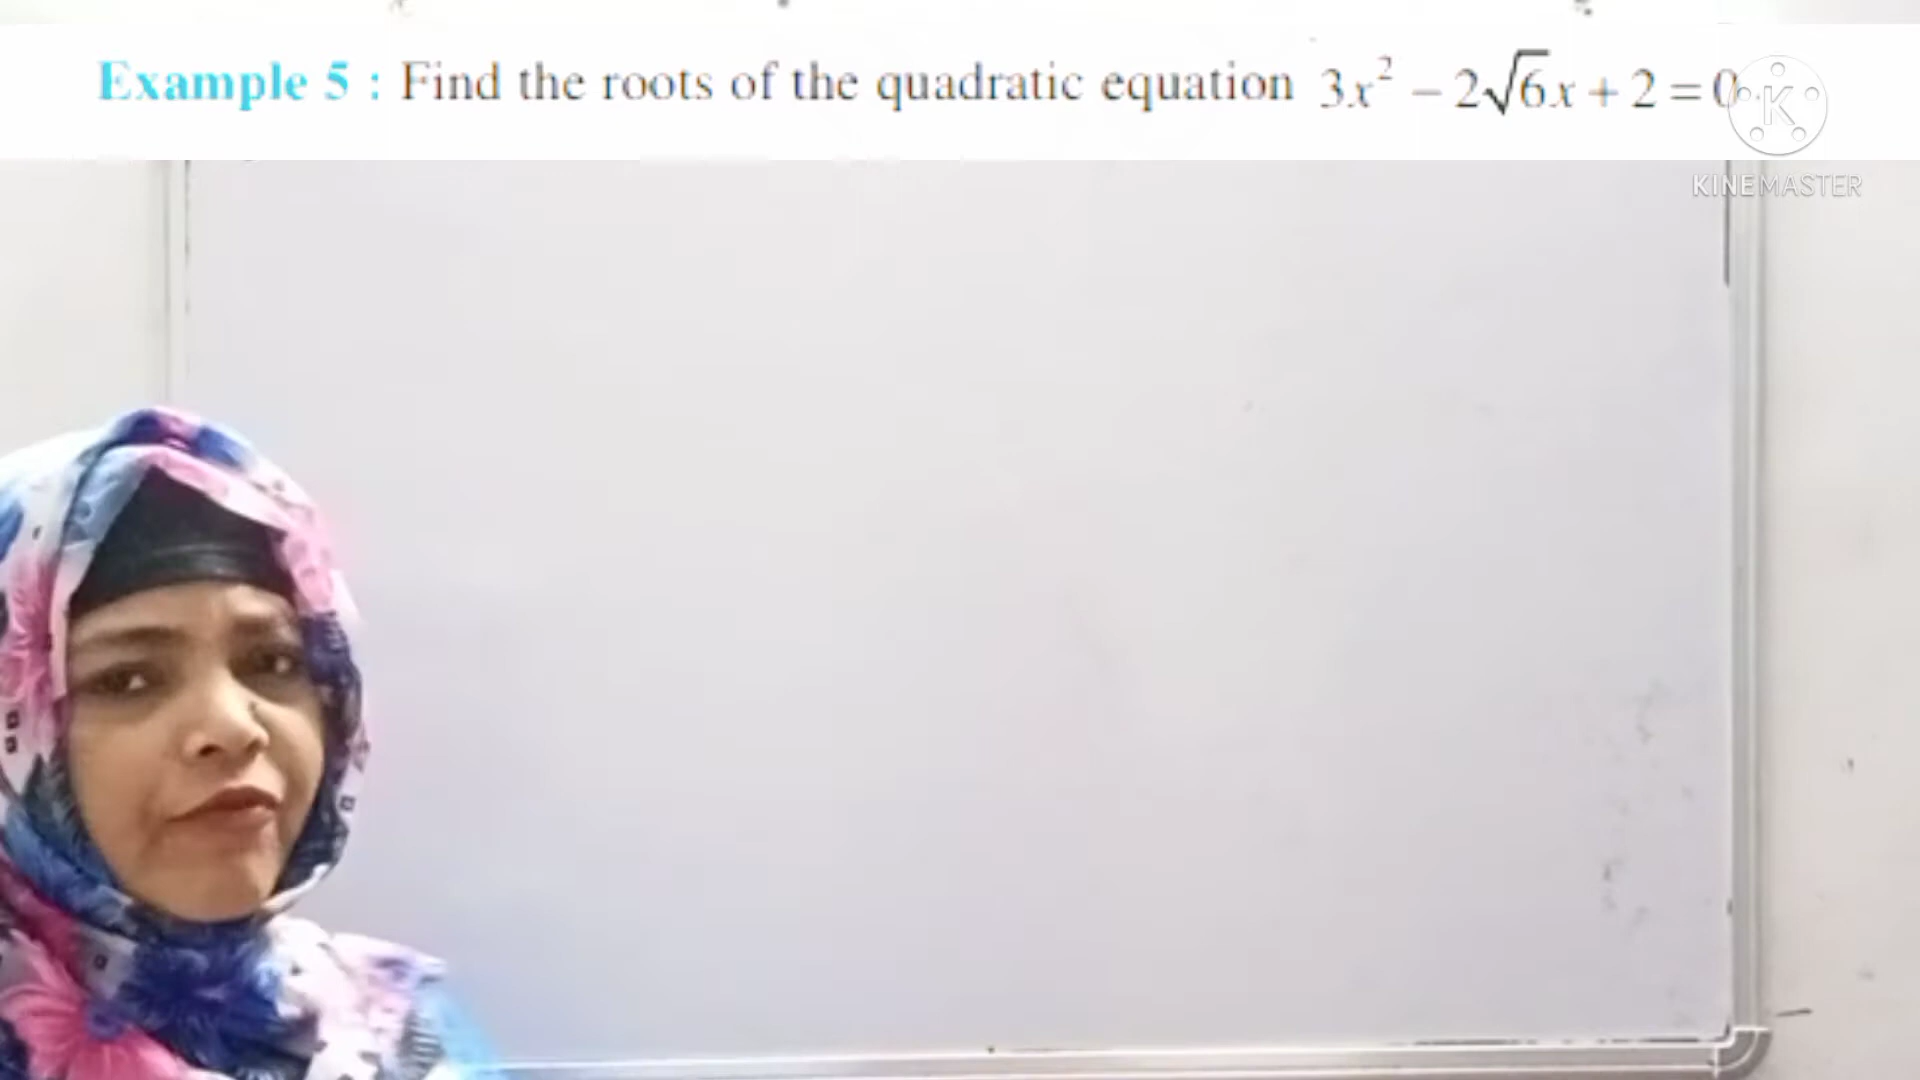 Example 5 : Find the roots of the quadratic equation 3x² – 2√6x + 2 = 0.
K
KINEMASTER